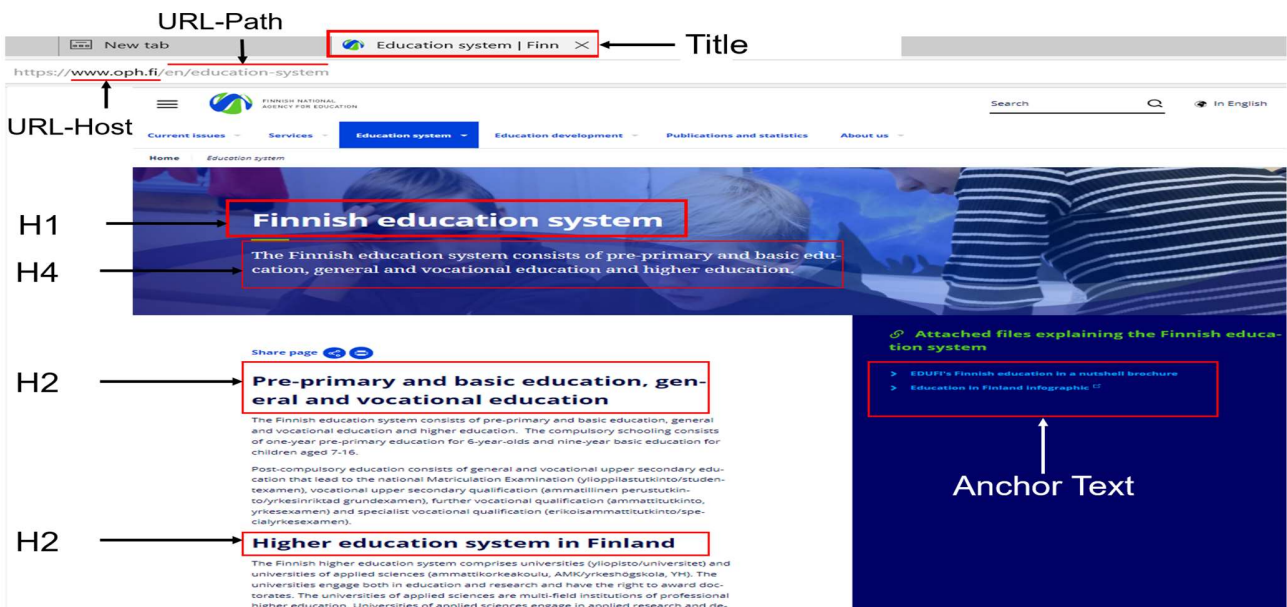 URL-Path
New tab
Education system | Finn
Title
https://www.oph.fi/en/education-system
URL-Host
FINNISH NATIONAL
AGENCY FOR EDUCATION
Search
In English
Current issues
Services
Education system
Education development
Publications and statistics
About us
Home
Education system
H1
Finnish education system
H4
The Finnish education system consists of pre-primary and basic edu-
cation, general and vocational education and higher education.
Attached files explaining the Finnish educa-
tion system
Share page
EDUFI's Finnish education in a nutshell brochure
Education in Finland infographic
H2
Pre-primary and basic education, gen-
eral and vocational education
The Finnish education system consists of pre-primary and basic education, general
and vocational education and higher education. The compulsory schooling consists
of one-year pre-primary education for 6-year-olds and nine-year basic education for
children aged 7-16.
Post-compulsory education consists of general and vocational upper secondary edu-
cation that lead to the national Matriculation Examination (ylioppilastutkinto/studen-
texamen), vocational upper secondary qualification (ammatillinen perustutkin-
to/yrkesinriktad grundexamen), further vocational qualification (ammattitutkinto,
yrkesexamen) and specialist vocational qualification (erikoisammattitutkinto/spe-
cialyrkesexamen).
Anchor Text
H2
Higher education system in Finland
The Finnish higher education system comprises universities (yliopisto/universitet) and
universities of applied sciences (ammattikorkeakoulu, AMK/yrkeshögskola, YH). The
universities engage both in education and research and have the right to award doc-
torates. The universities of applied sciences are multi-field institutions of professional
higher education. Universities of applied sciences engage in applied research and de-